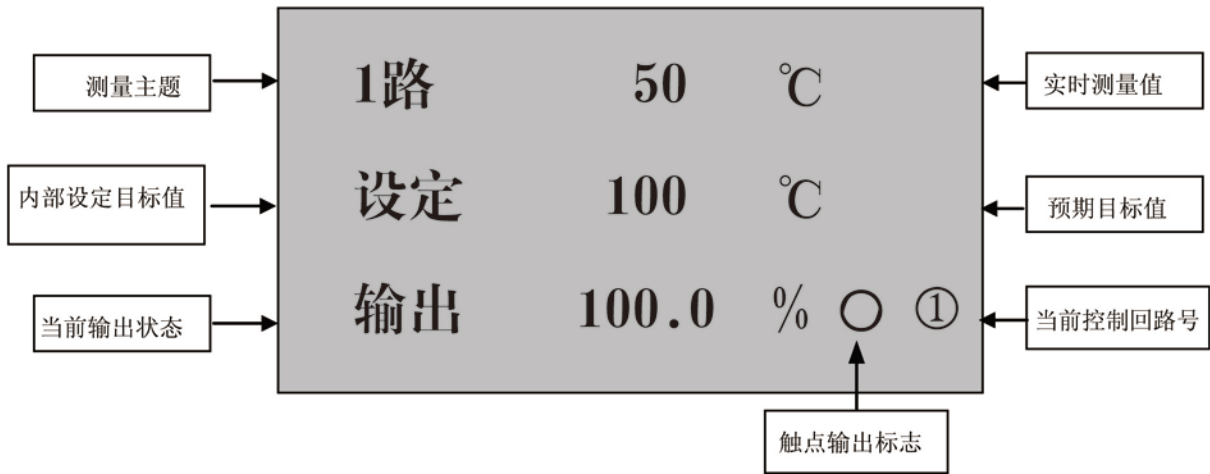 测量主题
1路 50 ℃
实时测量值
内部设定目标值
设定 100 ℃
预期目标值
当前输出状态
输出 100.0 % ○ ①
当前控制回路号
触点输出标志